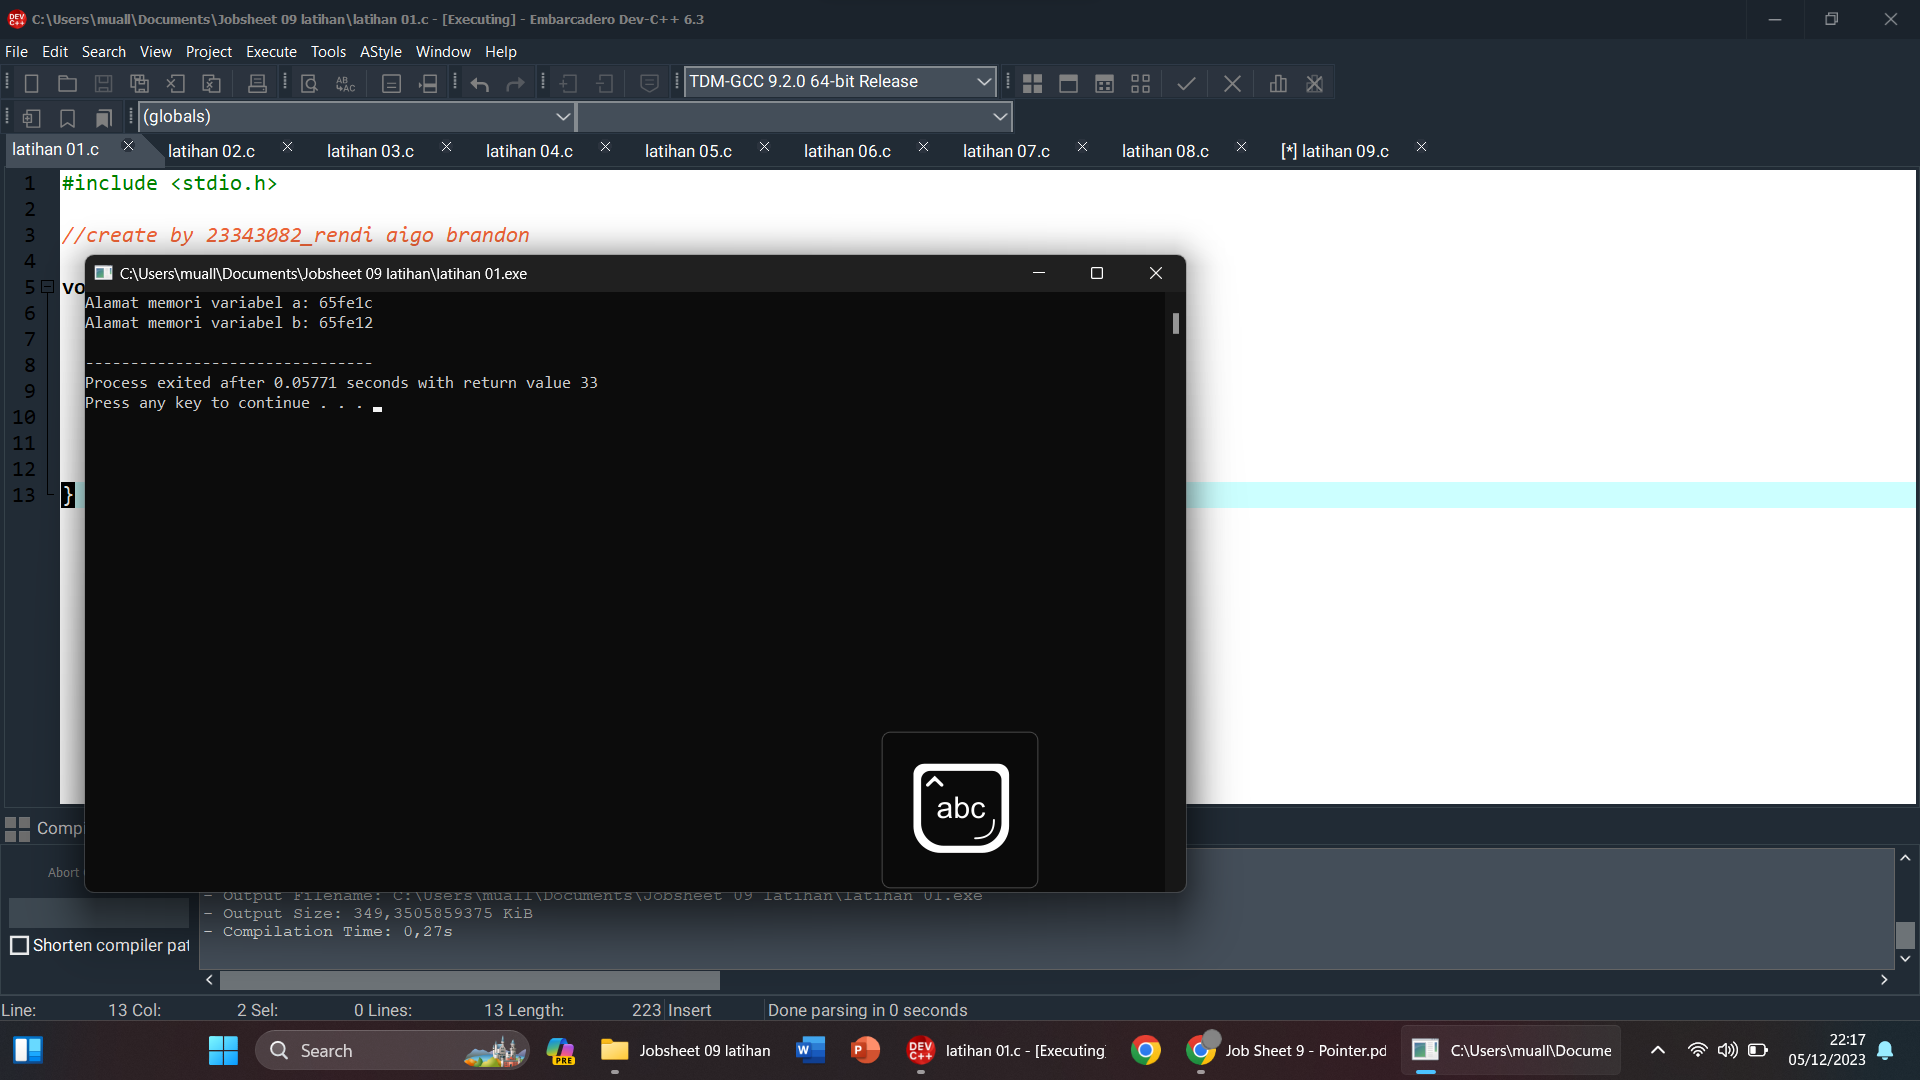 C:\Users\muall\Documents\Jobsheet 09 latihan\latihan 01.c - [Executing] - Embarcadero Dev-C++ 6.3
File Edit Search View Project Execute Tools AStyle Window Help
TDM-GCC 9.2.0 64-bit Release
(globals)
latihan 01.c latihan 02.c latihan 03.c latihan 04.c latihan 05.c latihan 06.c latihan 07.c latihan 08.c [*] latihan 09.c
1 #include <stdio.h>
2
3 //create by 23343082_rendi aigo brandon
4
5 vo
6
7
8
9
10
11
12
13 }
C:\Users\muall\Documents\Jobsheet 09 latihan\latihan 01.exe
Alamat memori variabel a: 65fe1c
Alamat memori variabel b: 65fe12
--------------------------------
Process exited after 0.05771 seconds with return value 33
Press any key to continue . . .
abc
Compi
Abort
- Output Filename: C:\Users\muall\Documents\Jobsheet 09 latihan\latihan 01.exe
- Output Size: 349,3505859375 KiB
- Compilation Time: 0,27s
Shorten compiler pat
Line: 13 Col: 2 Sel: 0 Lines: 13 Length: 223 Insert Done parsing in 0 seconds
Search
PRE
Jobsheet 09 latihan
DEV C++
latihan 01.c - [Executing]
Job Sheet 9 - Pointer.pd
C:\Users\muall\Docume
22:17
05/12/2023